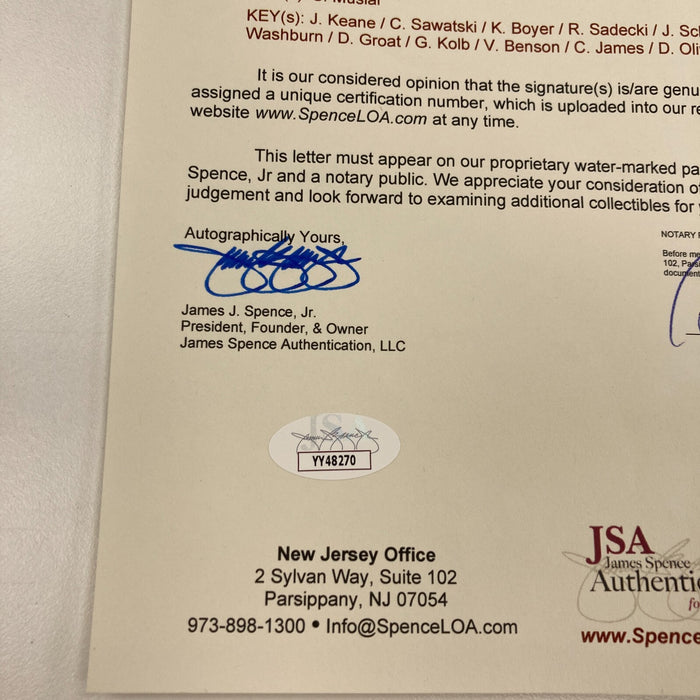 KEY(s): J. Keane / C. Sawatski / K. Boyer / R. Sadecki / J.
Washburn / D. Groat / G. Kolb / V. Benson / C. James / D.
It is our considered opinion that the signature(s) is/are
assigned a unique certification number, which is uploaded into our
website www.SpenceLOA.com at any time.
This letter must appear on our proprietary water-marked
Spence, Jr and a notary public. We appreciate your consideration
judgement and look forward to examining additional collectibles for
Autographically Yours,
James J. Spence, Jr.
President, Founder, & Owner
James Spence Authentication, LLC
NOTARY
Before me
102,
JSA
YY48270
New Jersey Office
2 Sylvan Way, Suite 102
Parsippany, NJ 07054
973-898-1300 • Info@SpenceLOA.com
JSA
James Spence
Authenti
www.Spence